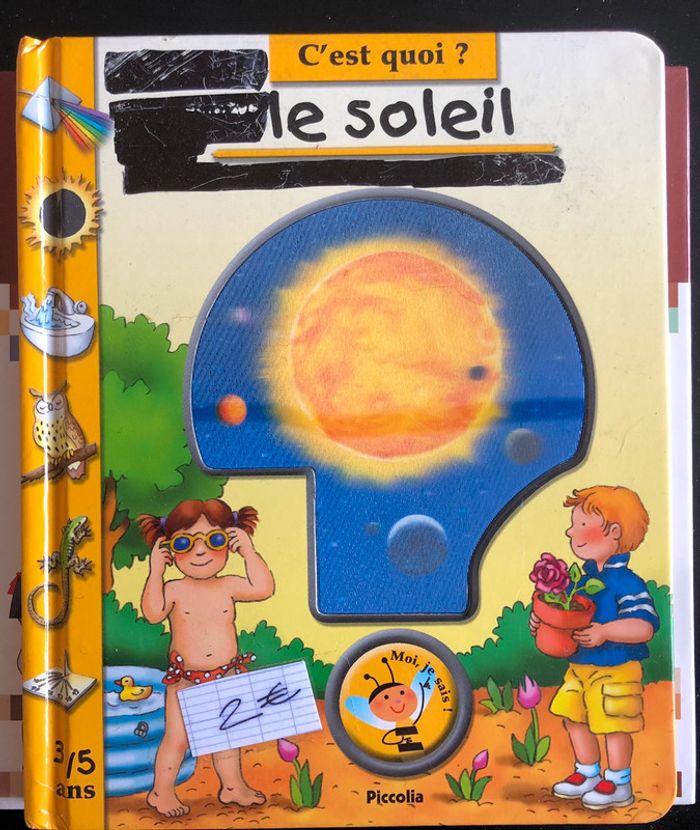 C'est quoi ?
le soleil
Moi, je sais !
2€
3/5
ans
Piccolia